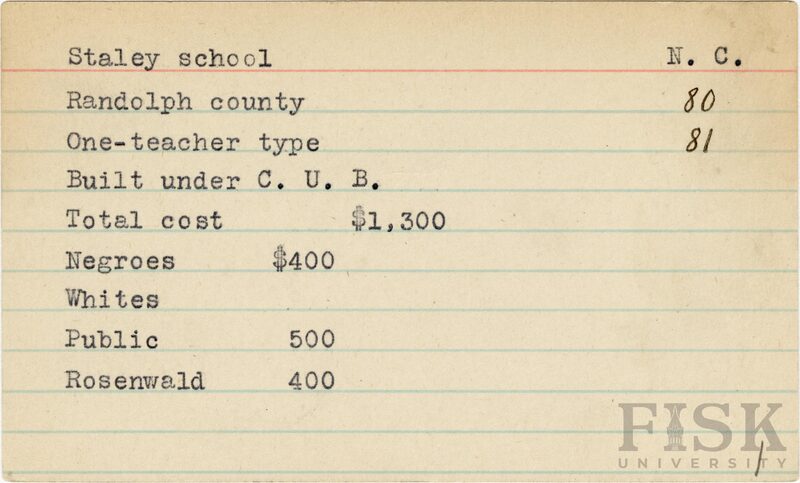 Staley school N. C.
Randolph county 80
One-teacher type 81
Built under C. U. B.
Total cost $1,300
Negroes $400
Whites
Public 500
Rosenwald 400
FISK
UNIVERSITY
1